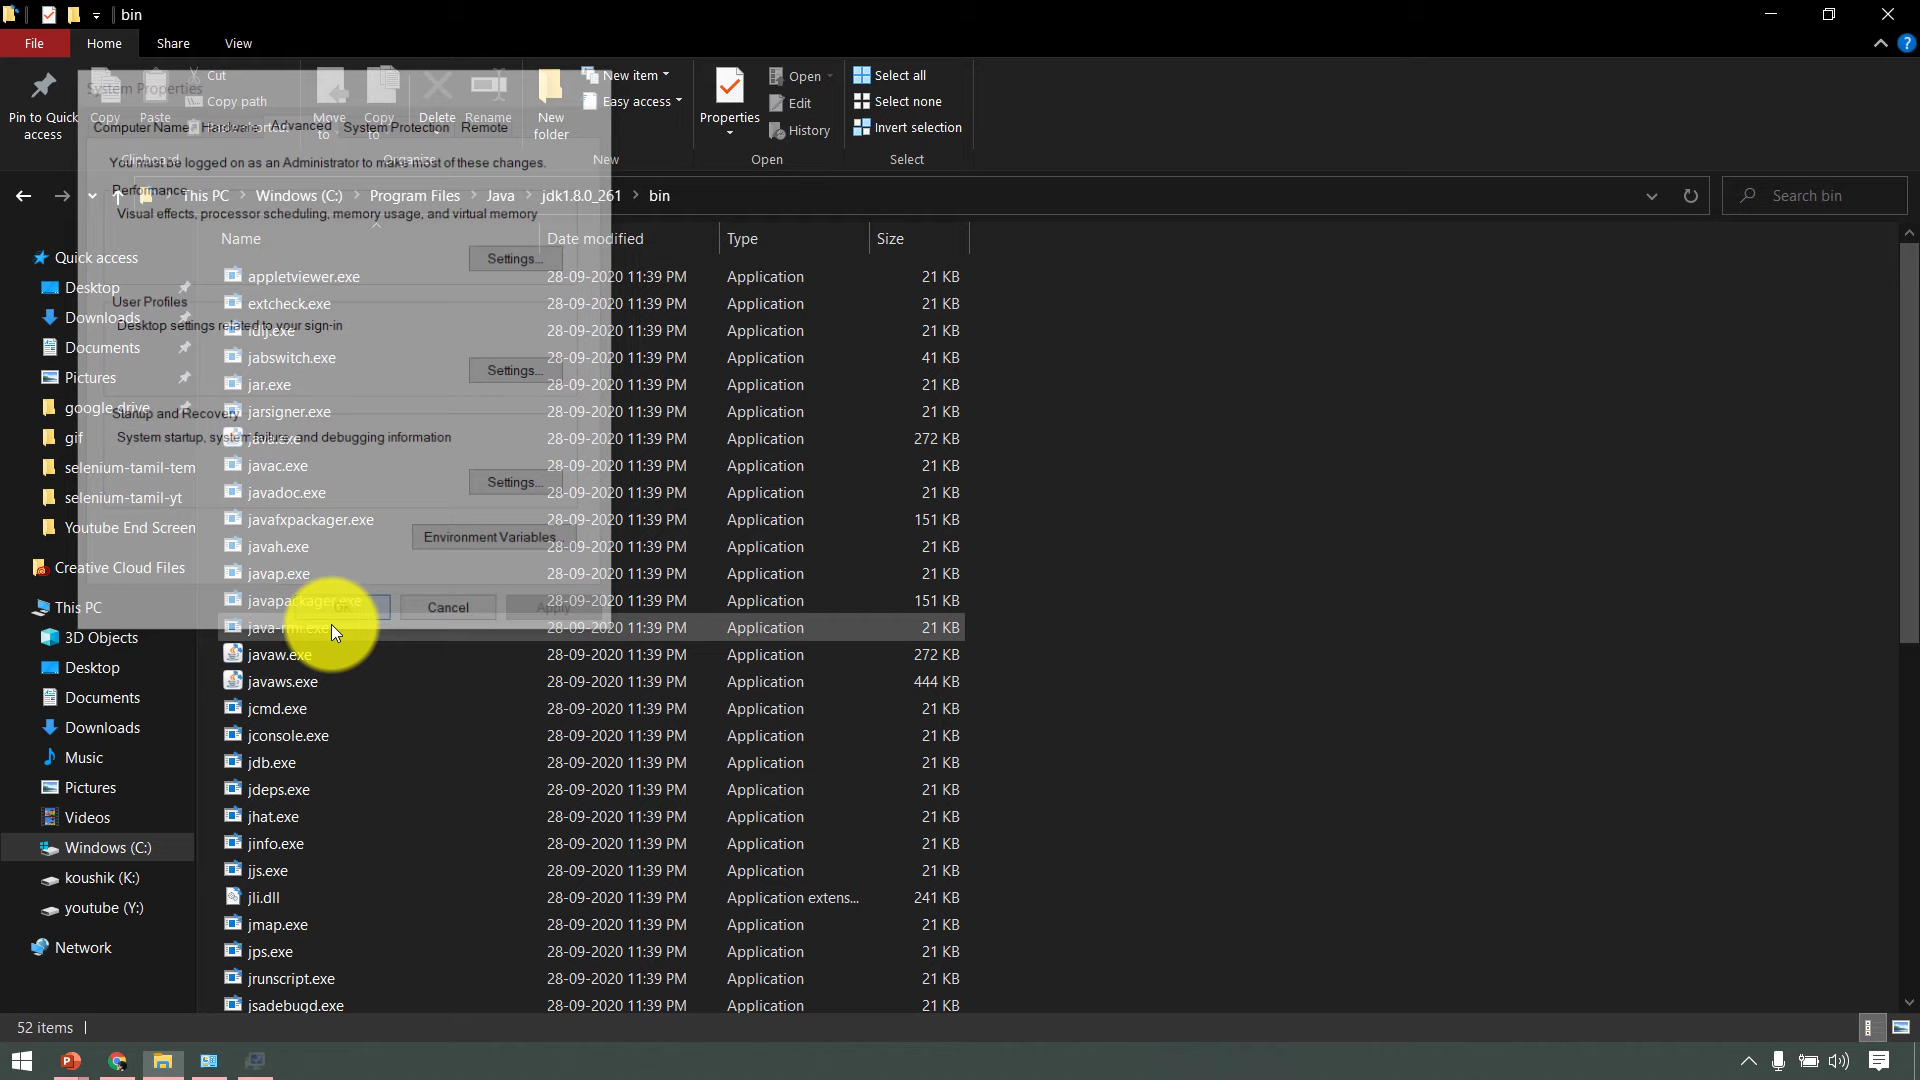 bin
File Home Share View
Pin to Quick access
Copy
Paste
Cut
Copy path
Move to
Copy to
Delete
Rename
New folder
New item
Easy access
Properties
Open
Edit
History
Select all
Select none
Invert selection
Clipboard Organize New Open Select
System Properties
Computer Name Hardware Advanced System Protection Remote
You must be logged on as an Administrator to make most of these changes.
Performance
Visual effects, processor scheduling, memory usage, and virtual memory
Settings...
User Profiles
Desktop settings related to your sign-in
Settings...
Startup and Recovery
System startup, system failure, and debugging information
Settings...
Environment Variables...
OK Cancel Apply
This PC Windows (C:) Program Files Java jdk1.8.0_261 bin
Search bin
Quick access
Desktop
Downloads
Documents
Pictures
google drive
gif
selenium-tamil-tem
selenium-tamil-yt
Youtube End Screen
Creative Cloud Files
This PC
3D Objects
Desktop
Documents
Downloads
Music
Pictures
Videos
Windows (C:)
koushik (K:)
youtube (Y:)
Network
Name Date modified Type Size
appletviewer.exe 28-09-2020 11:39 PM Application 21 KB
extcheck.exe 28-09-2020 11:39 PM Application 21 KB
idlj.exe 28-09-2020 11:39 PM Application 21 KB
jabswitch.exe 28-09-2020 11:39 PM Application 41 KB
jar.exe 28-09-2020 11:39 PM Application 21 KB
jarsigner.exe 28-09-2020 11:39 PM Application 21 KB
java.exe 28-09-2020 11:39 PM Application 272 KB
javac.exe 28-09-2020 11:39 PM Application 21 KB
javadoc.exe 28-09-2020 11:39 PM Application 21 KB
javafxpackager.exe 28-09-2020 11:39 PM Application 151 KB
javah.exe 28-09-2020 11:39 PM Application 21 KB
javap.exe 28-09-2020 11:39 PM Application 21 KB
javapackager.exe 28-09-2020 11:39 PM Application 151 KB
java-rmi.exe 28-09-2020 11:39 PM Application 21 KB
javaw.exe 28-09-2020 11:39 PM Application 272 KB
javaws.exe 28-09-2020 11:39 PM Application 444 KB
jcmd.exe 28-09-2020 11:39 PM Application 21 KB
jconsole.exe 28-09-2020 11:39 PM Application 21 KB
jdb.exe 28-09-2020 11:39 PM Application 21 KB
jdeps.exe 28-09-2020 11:39 PM Application 21 KB
jhat.exe 28-09-2020 11:39 PM Application 21 KB
jinfo.exe 28-09-2020 11:39 PM Application 21 KB
jjs.exe 28-09-2020 11:39 PM Application 21 KB
jli.dll 28-09-2020 11:39 PM Application extens... 241 KB
jmap.exe 28-09-2020 11:39 PM Application 21 KB
jps.exe 28-09-2020 11:39 PM Application 21 KB
jrunscript.exe 28-09-2020 11:39 PM Application 21 KB
jsadebugd.exe 28-09-2020 11:39 PM Application 21 KB
52 items